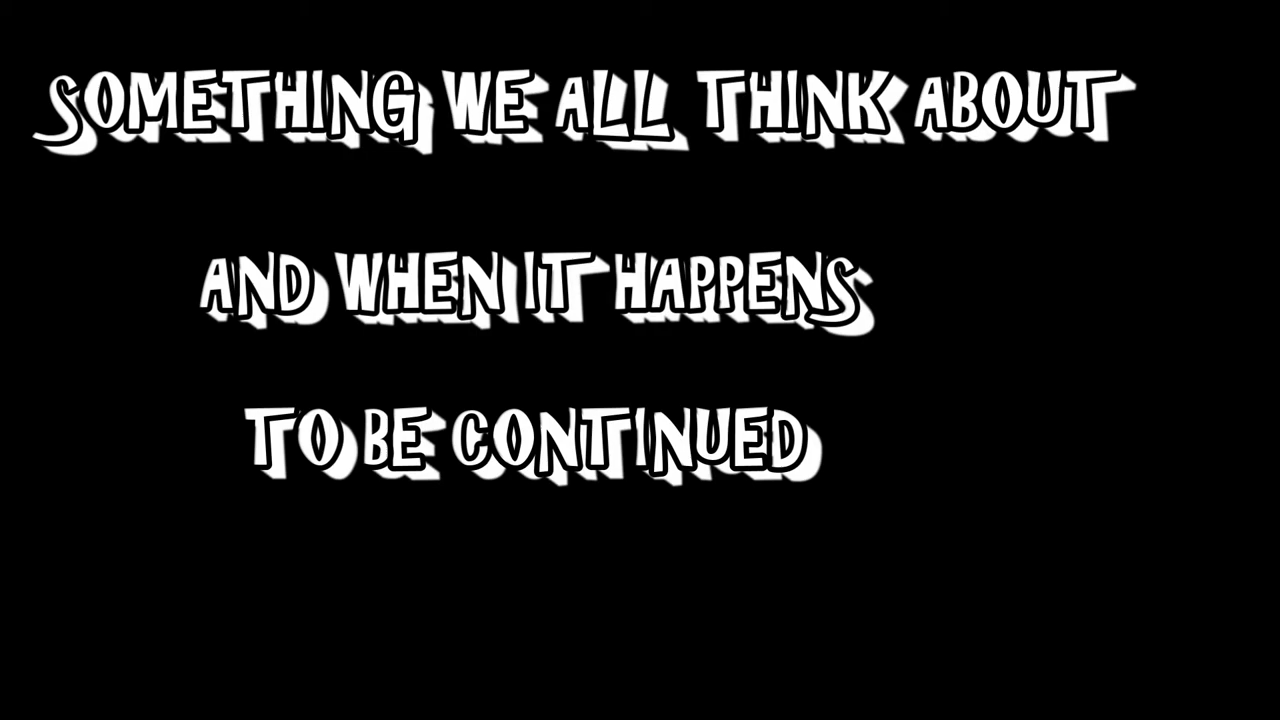 SOMETHING WE ALL THINK ABOUT
AND WHEN IT HAPPENS
TO BE CONTINUED